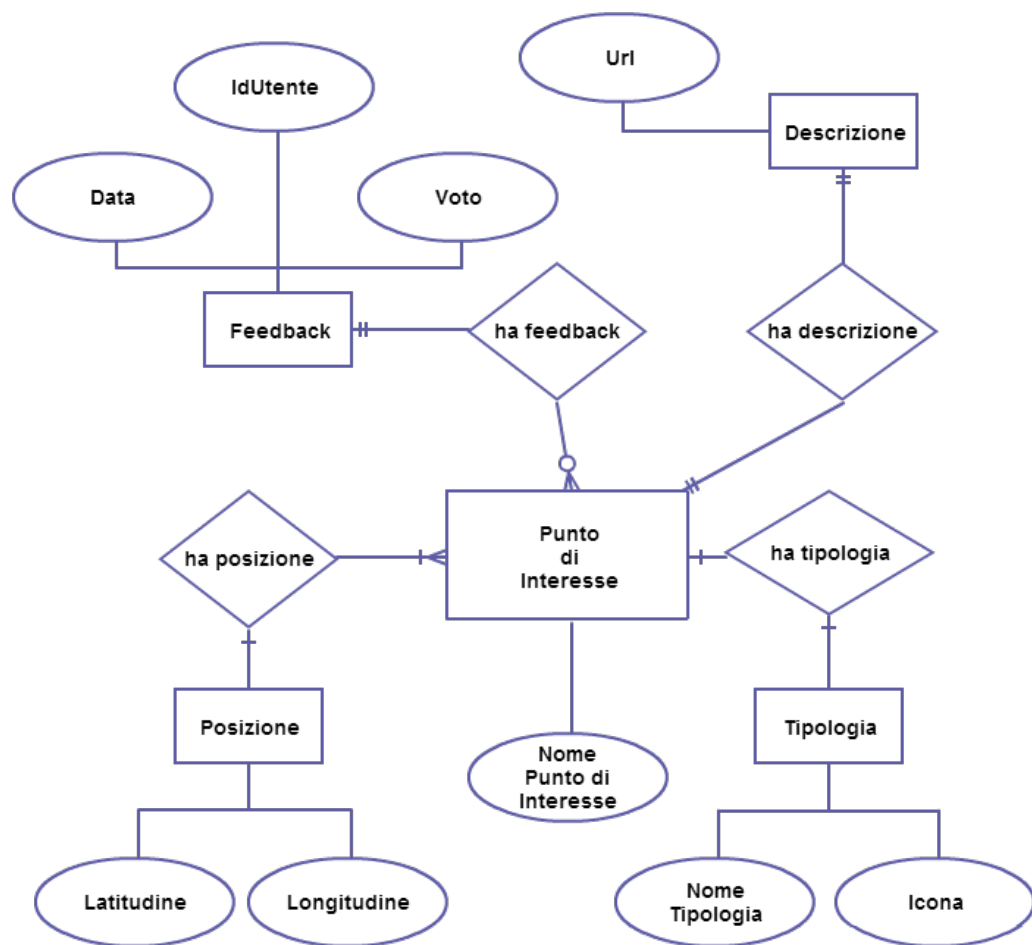 Url
IdUtente
Descrizione
Data
Voto
Feedback
ha feedback
ha descrizione
Punto
di
Interesse
ha posizione
ha tipologia
Posizione
Tipologia
Nome
Punto di
Interesse
Latitudine
Longitudine
Nome
Tipologia
Icona